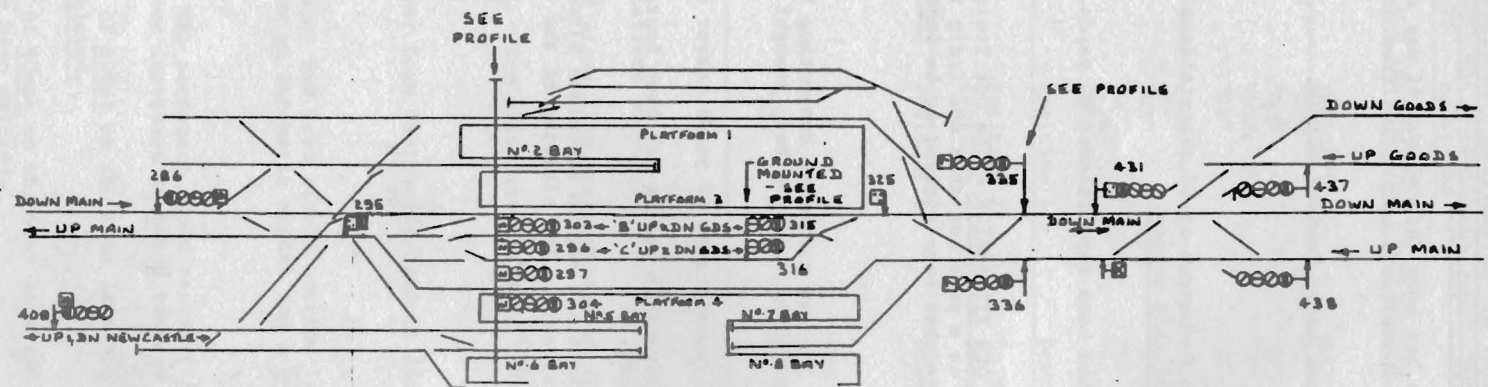 SEE
PROFILE
SEE PROFILE
DOWN GOODS →
PLATFORM 1
Nº.2 BAY
GROUND
MOUNTED
- SEE
PROFILE
← UP GOODS
286
325
335
431
437
DOWN MAIN →
295
PLATFORM 3
DOWN MAIN
DOWN MAIN
← UP MAIN
303 ← 'B' UP & DN GDS → 315
296 ← 'C' UP & DN GDS →
316
← UP MAIN
297
336
438
408
304
PLATFORM 4
Nº.5 BAY
Nº.7 BAY
← UP & DN NEWCASTLE →
Nº.6 BAY
Nº.8 BAY